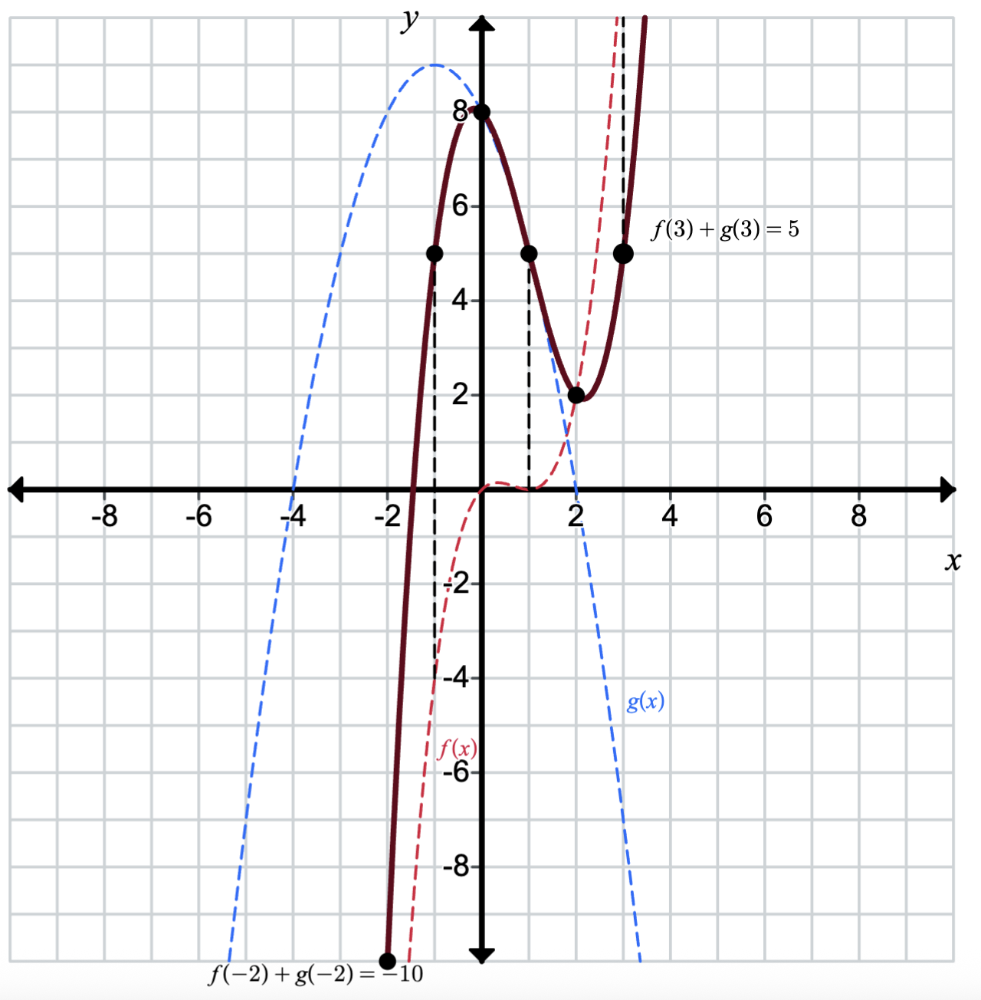 y
8
6
f(3) + g(3) = 5
4
2
-8 -6 -4 -2 2 4 6 8
x
-2
-4
g(x)
f(x)
-6
-8
f(−2) + g(−2) = −10